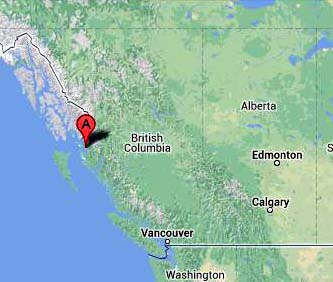 A
Alberta
British
Columbia
Edmonton
Calgary
Vancouver
Washington